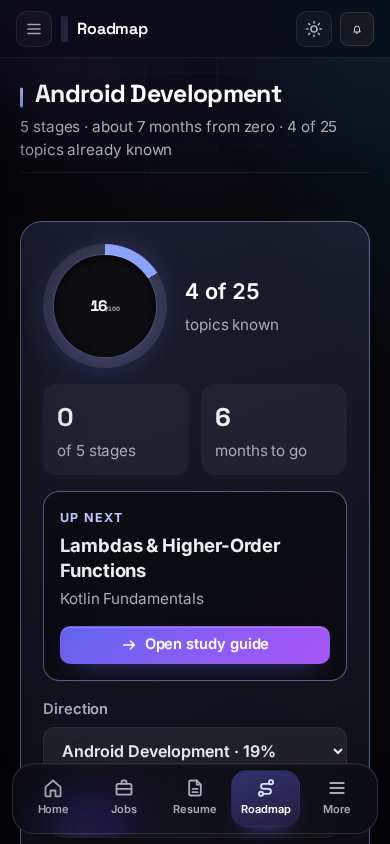 Roadmap
Android Development
5 stages · about 7 months from zero · 4 of 25
topics already known
16/100
4 of 25
topics known
0
of 5 stages
6
months to go
UP NEXT
Lambdas & Higher-Order
Functions
Kotlin Fundamentals
→ Open study guide
Direction
Android Development · 19%
Home
Jobs
Resume
Roadmap
More